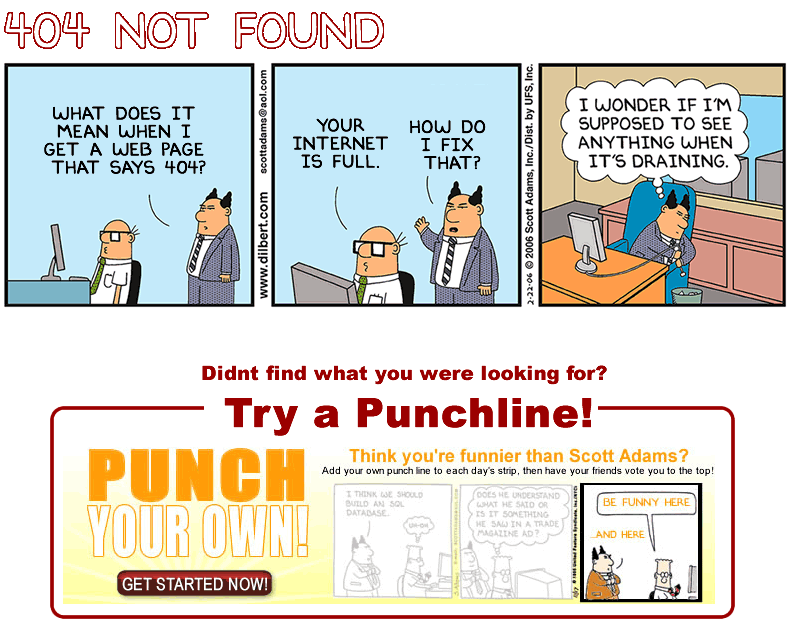 404 NOT FOUND
WHAT DOES IT
MEAN WHEN I
GET A WEB PAGE
THAT SAYS 404?
www.dilbert.com scottadams@aol.com
YOUR
INTERNET
IS FULL.
HOW DO
I FIX
THAT?
2-22-06 © 2006 Scott Adams, Inc./Dist. by UFS, Inc.
I WONDER IF I'M
SUPPOSED TO SEE
ANYTHING WHEN
IT'S DRAINING.
Didnt find what you were looking for?
Try a Punchline!
PUNCH
YOUR OWN!
GET STARTED NOW!
Think you're funnier than Scott Adams?
Add your own punch line to each day's strip, then have your friends vote you to the top!
I THINK WE SHOULD
BUILD AN SQL
DATABASE.
UH-OH.
DOES HE UNDERSTAND
WHAT HE SAID OR
IS IT SOMETHING
HE SAW IN A TRADE
MAGAZINE AD?
BE FUNNY HERE
...AND HERE